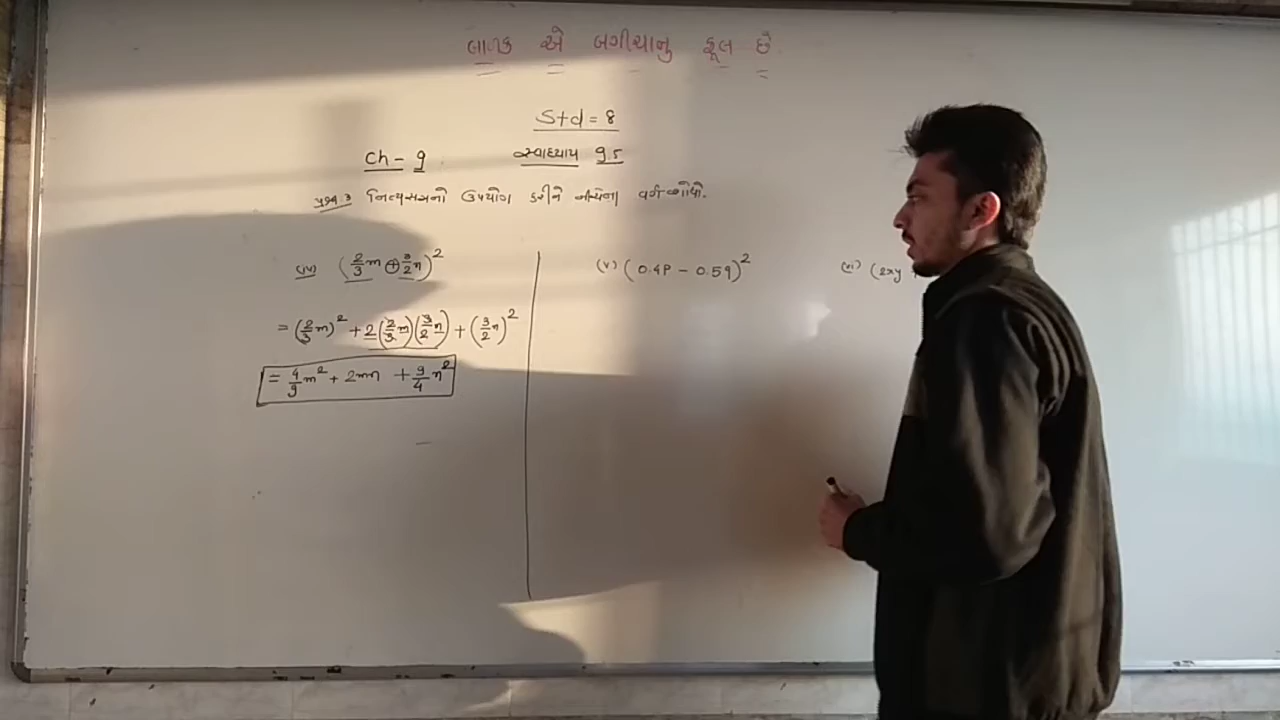 બાળક એ બગીચાનુ ફૂલ છે.
Std = 8
Ch - 9 સ્વાધ્યાય 9.5
પ્રશ્ન.3 નિત્યસમનો ઉપયોગ કરીને નીચેના વર્ગ શોધો.
(iv) (2/3 m + 3/2 n)²
= (2/3 m)² + 2(2/3 m)(3/2 n) + (3/2 n)²
= 4/9 m² + 2mn + 9/4 n²
(v) (0.4p - 0.5q)²
(vi) (2xy +